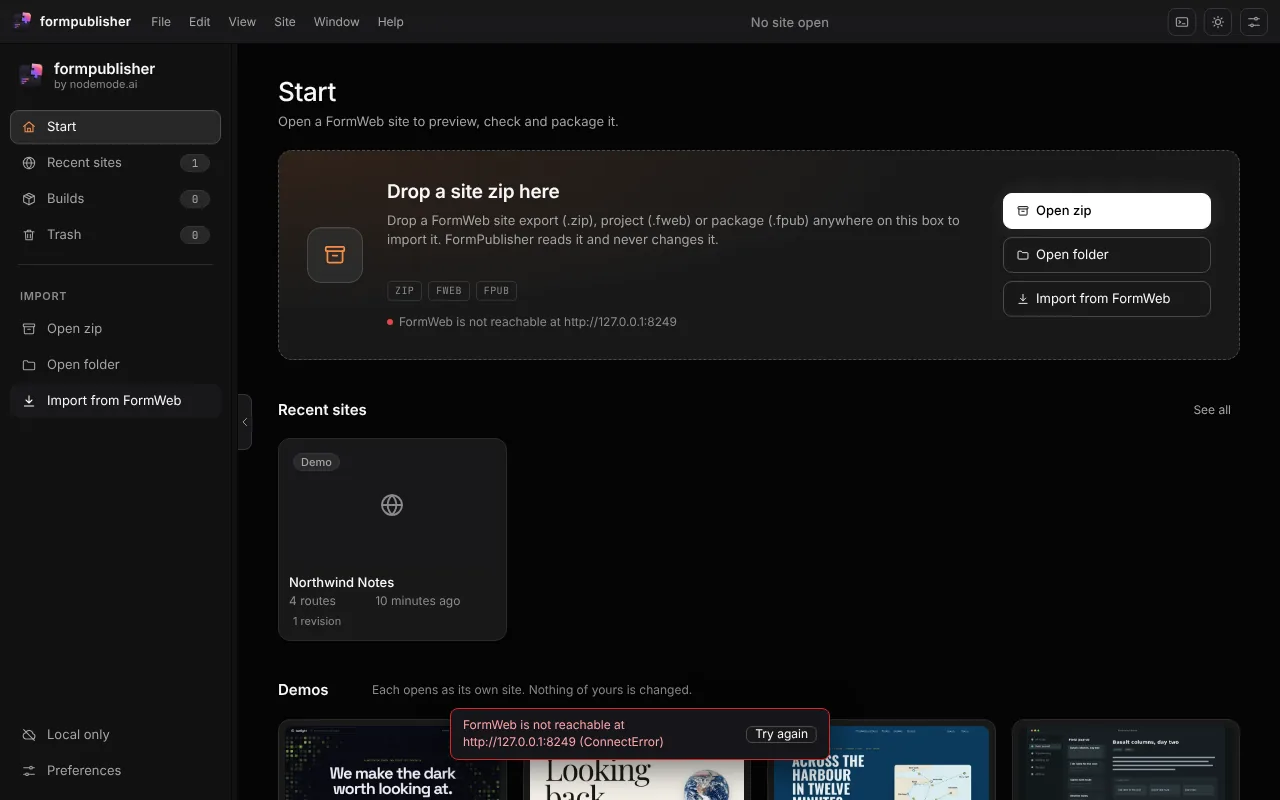 formpublisher
File Edit View Site Window Help
No site open
formpublisher
by nodemode.ai
Start
Recent sites 1
Builds 0
Trash 0
IMPORT
Open zip
Open folder
Import from FormWeb
Local only
Preferences
Start
Open a FormWeb site to preview, check and package it.
Drop a site zip here
Drop a FormWeb site export (.zip), project (.fweb) or package (.fpub) anywhere on this box to
import it. FormPublisher reads it and never changes it.
ZIP FWEB FPUB
FormWeb is not reachable at http://127.0.0.1:8249
Open zip
Open folder
Import from FormWeb
Recent sites
See all
Demo
Northwind Notes
4 routes 10 minutes ago
1 revision
Demos
Each opens as its own site. Nothing of yours is changed.
FormWeb is not reachable at
http://127.0.0.1:8249 (ConnectError)
Try again
We make the dark
worth looking at.
Looking
back
ACROSS THE
HARBOUR
IN TWELVE
MINUTES
Basalt columns, day two